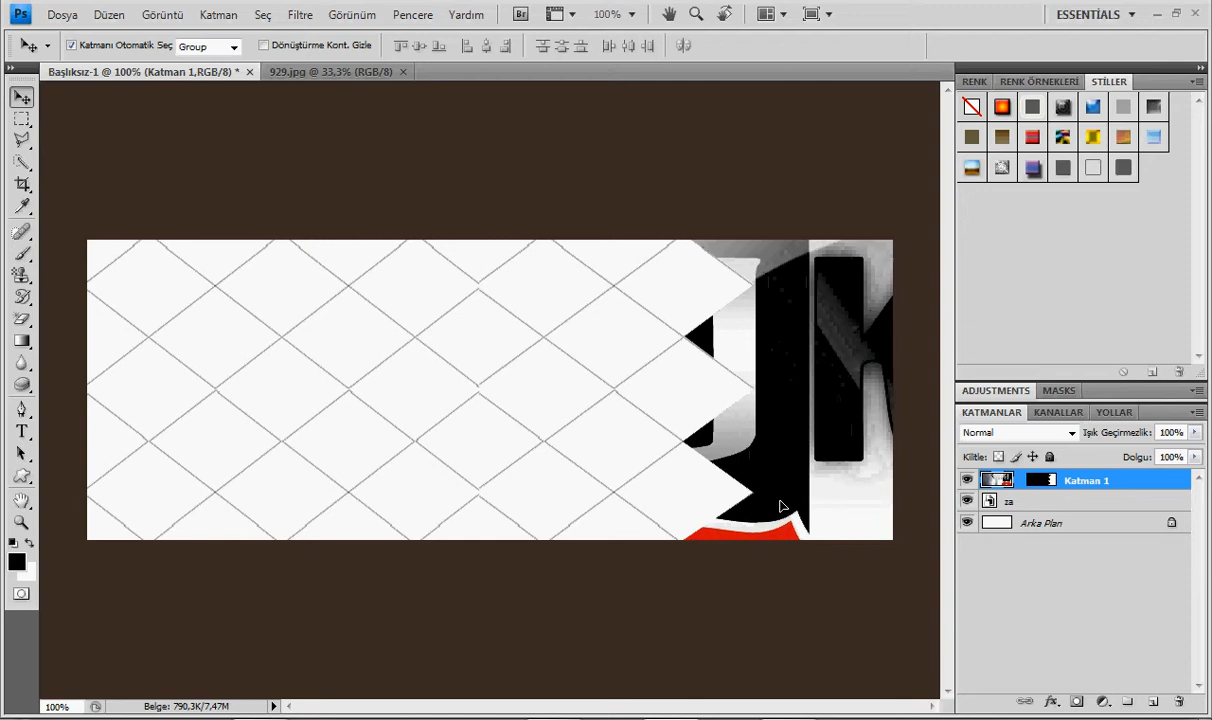 Ps Dosya Düzen Görüntü Katman Seç Filtre Görünüm Pencere Yardım Br 100% ESSENTİALS
Katmanı Otomatik Seç Group Dönüştürme Kont. Gizle
Başlıksız-1 @ 100% (Katman 1,RGB/8) * 929.jpg @ 33,3% (RGB/8)
RENK RENK ÖRNEKLERİ STİLLER
ADJUSTMENTS MASKS
KATMANLAR KANALLAR YOLLAR
Normal Işık Geçirmezlik: 100%
Kilitle: Dolgu: 100%
Katman 1
za
Arka Plan
T
100% Belge: 790,3K/7,47M
fx